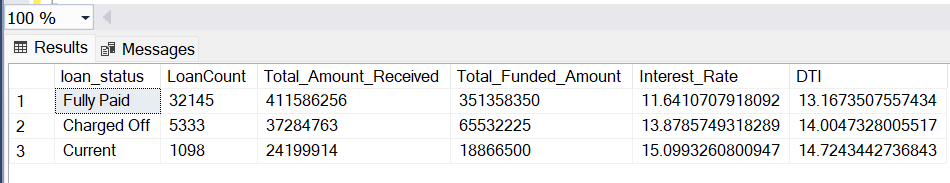 100 %
Results Messages
loan_status LoanCount Total_Amount_Received Total_Funded_Amount Interest_Rate DTI
1 Fully Paid 32145 411586256 351358350 11.6410707918092 13.1673507557434
2 Charged Off 5333 37284763 65532225 13.8785749318289 14.0047328005517
3 Current 1098 24199914 18866500 15.0993260800947 14.7243442736843